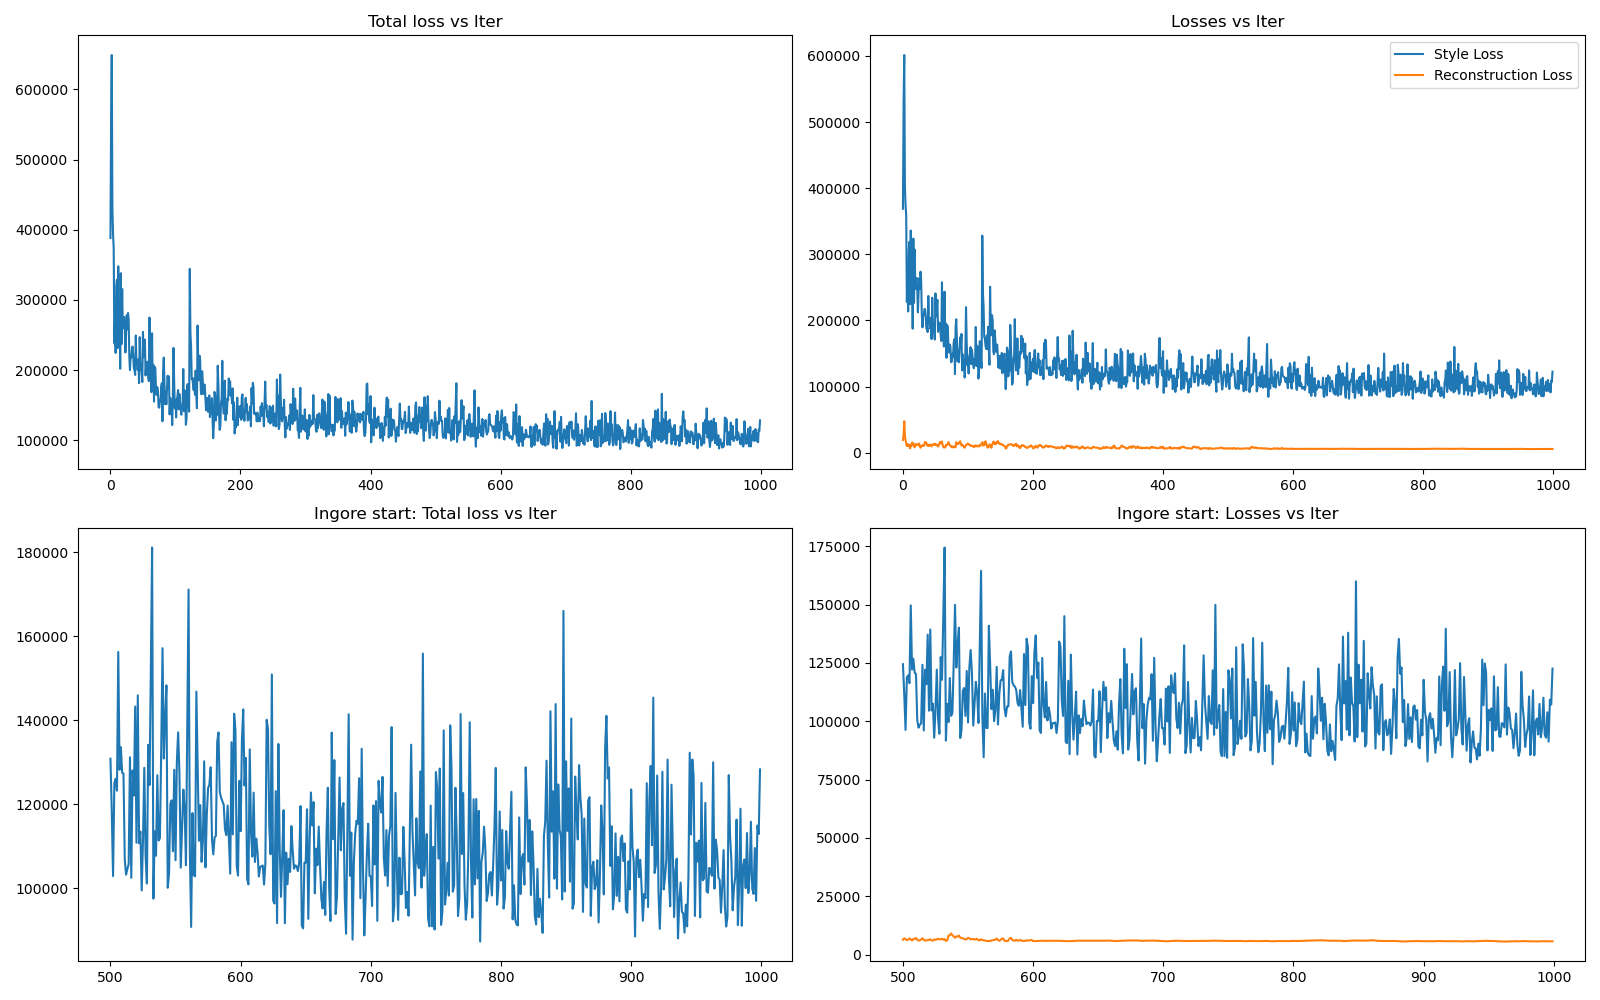 Total loss vs Iter
600000
500000
400000
300000
200000
100000
0 200 400 600 800 1000
Losses vs Iter
Style Loss
Reconstruction Loss
600000
500000
400000
300000
200000
100000
0
0 200 400 600 800 1000
Ingore start: Total loss vs Iter
180000
160000
140000
120000
100000
500 600 700 800 900 1000
Ingore start: Losses vs Iter
175000
150000
125000
100000
75000
50000
25000
0
500 600 700 800 900 1000